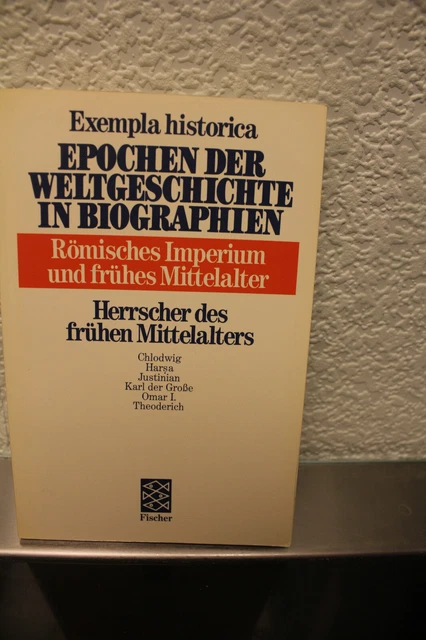 Exempla historica
EPOCHEN DER
WELTGESCHICHTE
IN BIOGRAPHIEN
Römisches Imperium
und frühes Mittelalter
Herrscher des
frühen Mittelalters
Chlodwig
Harṣa
Justinian
Karl der Große
Omar I.
Theoderich
Fischer